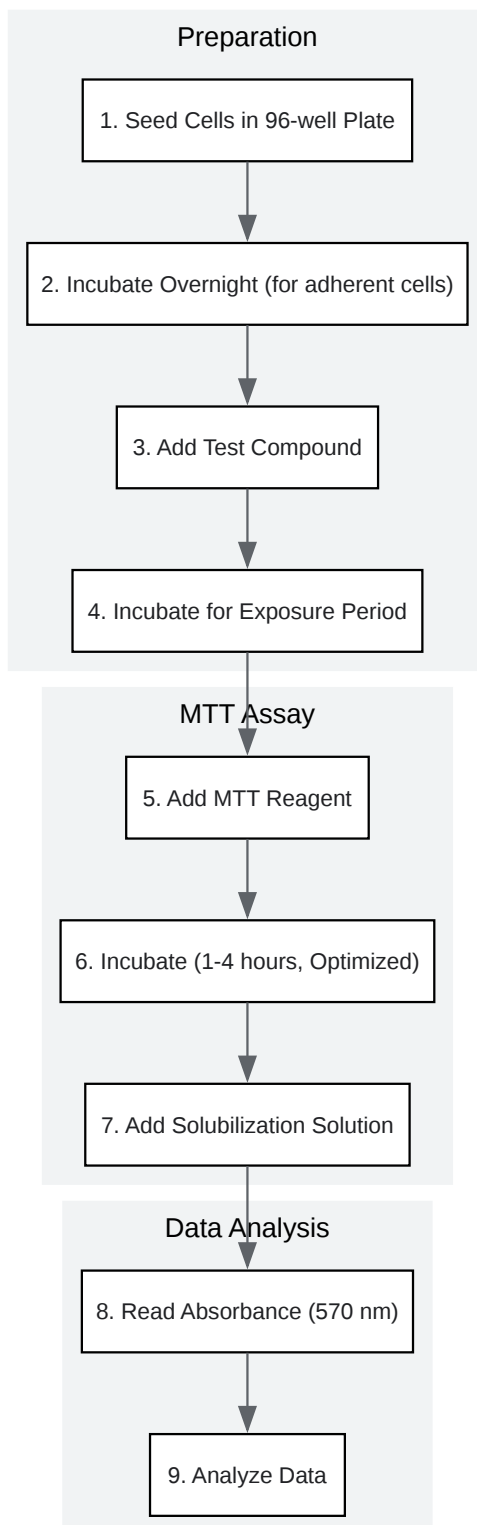 Preparation
1. Seed Cells in 96-well Plate
2. Incubate Overnight (for adherent cells)
3. Add Test Compound
4. Incubate for Exposure Period
MTT Assay
5. Add MTT Reagent
6. Incubate (1-4 hours, Optimized)
7. Add Solubilization Solution
Data Analysis
8. Read Absorbance (570 nm)
9. Analyze Data